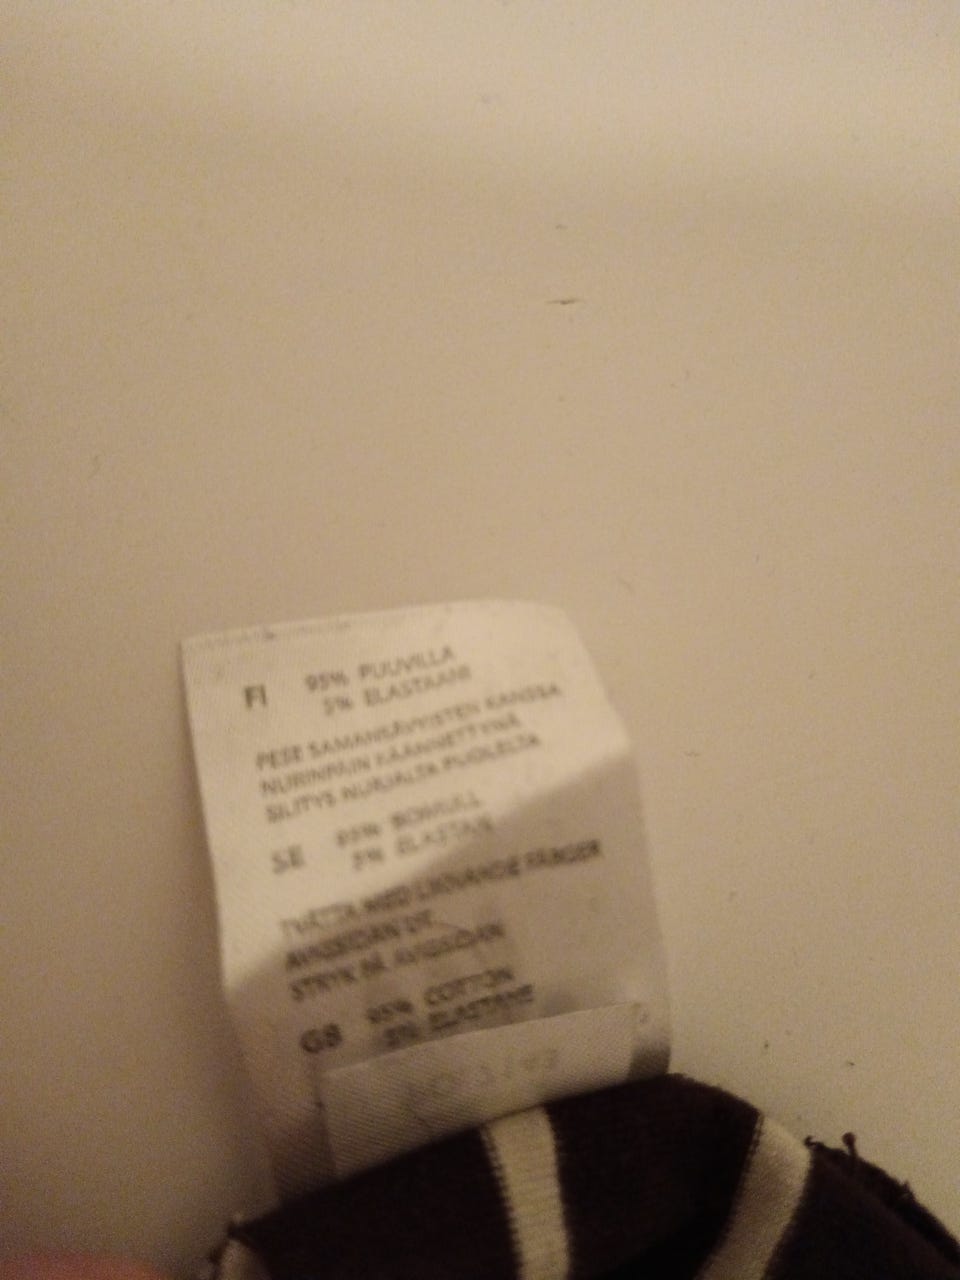 FI 95% PUUVILLA
5% ELASTAANI
PESE SAMANSÄVYISTEN KANSSA
NURINPÄIN KÄÄNNETTYNÄ
SILITYS NURJALTA PUOLELTA
SE 95% BOMULL
5% ELASTAN
TVÄTTA MED LIKNANDE FÄRGER
AVIGSIDAN UT
STRYK PÅ AVIGSIDAN
GB 95% COTTON
5% ELASTANE